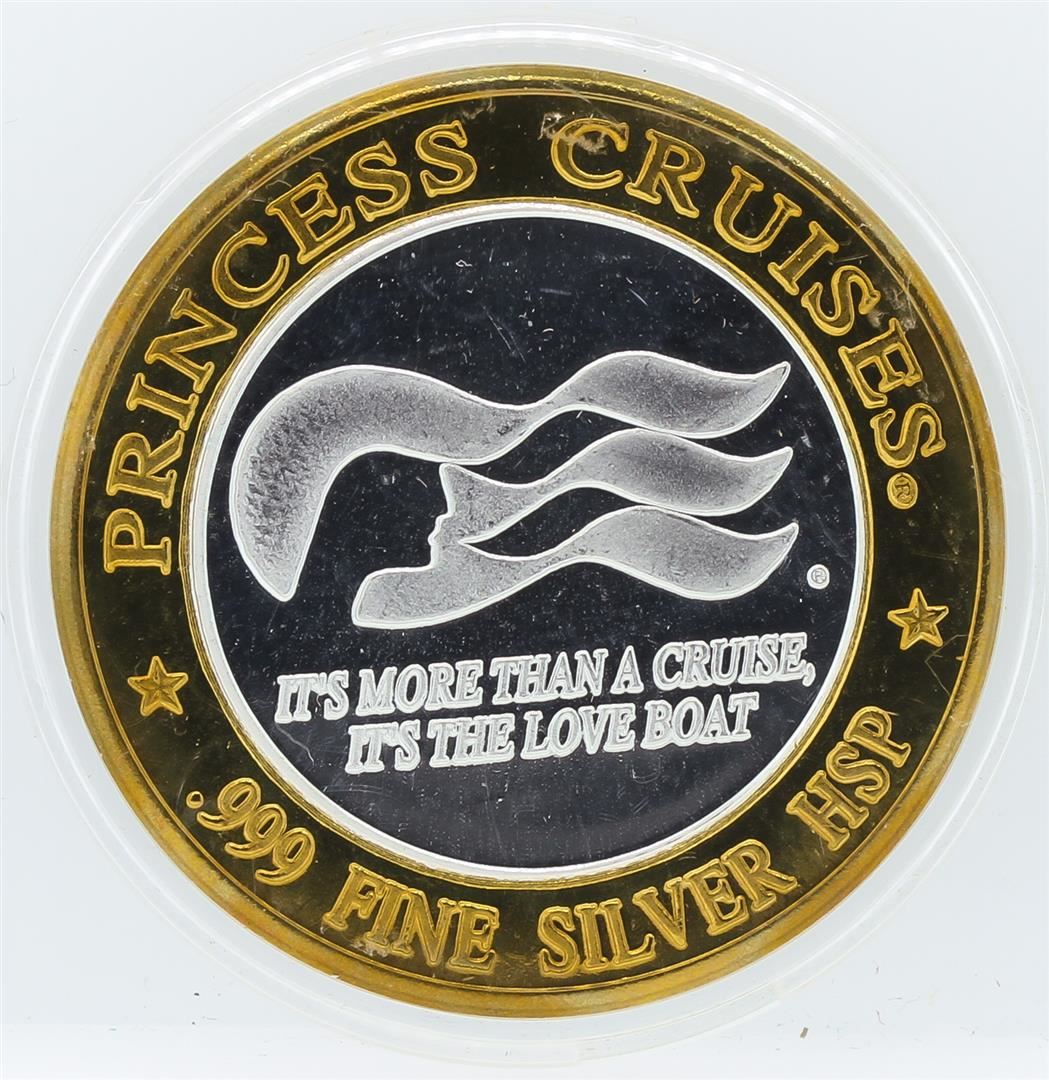 PRINCESS CRUISES®
®
IT'S MORE THAN A CRUISE,
IT'S THE LOVE BOAT
.999 FINE SILVER HSP